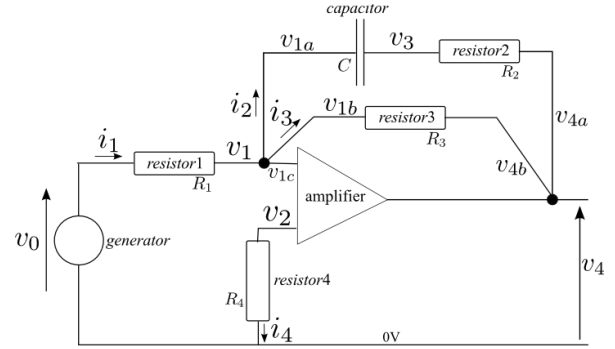 capacitor
v1a
C
v3
resistor2
R2
i2
i3
v1b
resistor3
R3
v4a
i1
resistor1
R1
v1
v1c
v4b
amplifier
v0
generator
v2
v4
R4
resistor4
i4
0V